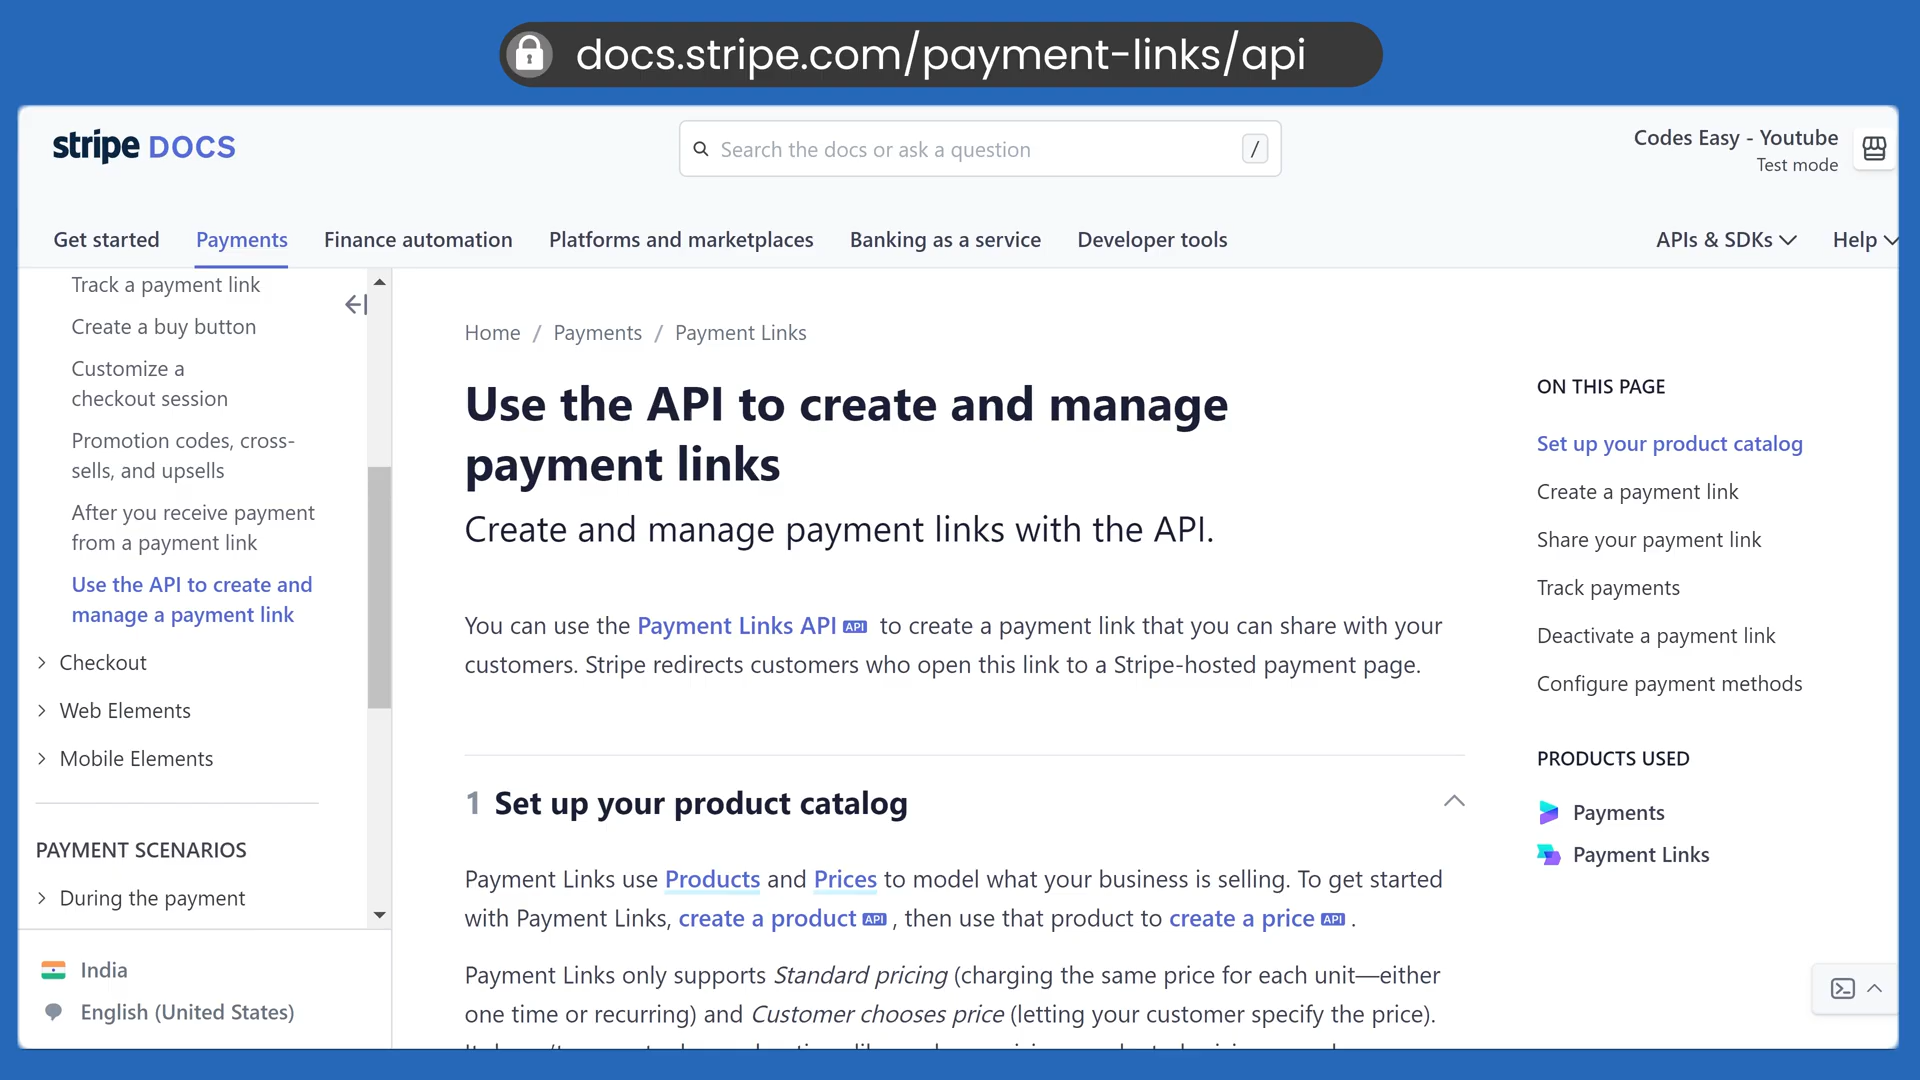 docs.stripe.com/payment-links/api
stripe DOCS
Search the docs or ask a question
/
Codes Easy - Youtube
Test mode
Get started
Payments
Finance automation
Platforms and marketplaces
Banking as a service
Developer tools
APIs & SDKs
Help
Track a payment link
Create a buy button
Customize a
checkout session
Promotion codes, cross-
sells, and upsells
After you receive payment
from a payment link
Use the API to create and
manage a payment link
Checkout
Web Elements
Mobile Elements
PAYMENT SCENARIOS
During the payment
India
English (United States)
Home / Payments / Payment Links
Use the API to create and manage
payment links
Create and manage payment links with the API.
You can use the Payment Links API API to create a payment link that you can share with your
customers. Stripe redirects customers who open this link to a Stripe-hosted payment page.
1 Set up your product catalog
Payment Links use Products and Prices to model what your business is selling. To get started
with Payment Links, create a product API , then use that product to create a price API .
Payment Links only supports Standard pricing (charging the same price for each unit—either
one time or recurring) and Customer chooses price (letting your customer specify the price).
ON THIS PAGE
Set up your product catalog
Create a payment link
Share your payment link
Track payments
Deactivate a payment link
Configure payment methods
PRODUCTS USED
Payments
Payment Links